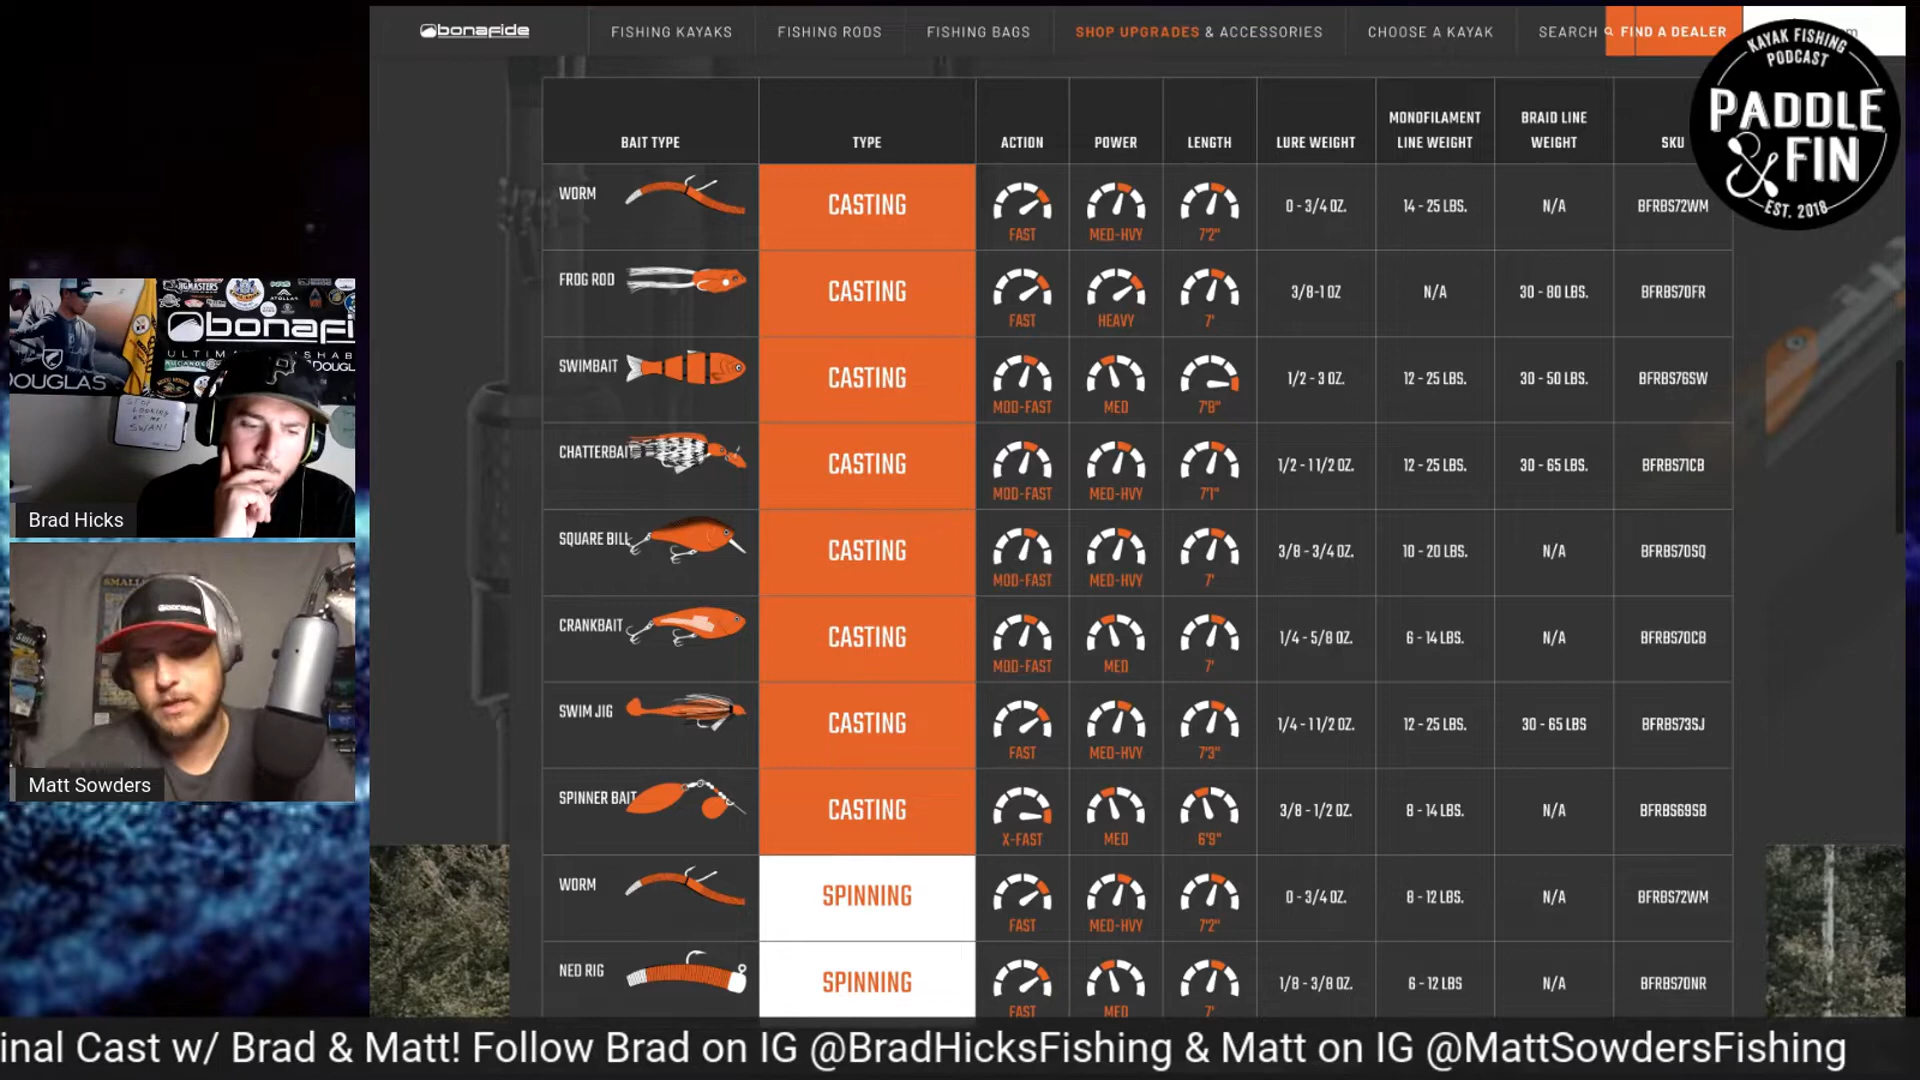 bonafide
FISHING KAYAKS
FISHING RODS
FISHING BAGS
SHOP UPGRADES & ACCESSORIES
CHOOSE A KAYAK
SEARCH
FIND A DEALER
KAYAK FISHING
PODCAST
PADDLE
& FIN
EST. 2018
BAIT TYPE TYPE ACTION POWER LENGTH LURE WEIGHT MONOFILAMENT LINE WEIGHT BRAID LINE WEIGHT SKU
WORM CASTING FAST MED-HVY 7'2" 0 - 3/4 OZ. 14 - 25 LBS. N/A BFRBS72WM
FROG ROD CASTING FAST HEAVY 7' 3/8-1 OZ N/A 30 - 80 LBS. BFRBS70FR
SWIMBAIT CASTING MOD-FAST MED 7'8" 1/2 - 3 OZ. 12 - 25 LBS. 30 - 50 LBS. BFRBS76SW
CHATTERBAIT CASTING MOD-FAST MED-HVY 7'1" 1/2 - 1 1/2 OZ. 12 - 25 LBS. 30 - 65 LBS. BFRBS71CB
SQUARE BILL CASTING MOD-FAST MED-HVY 7' 3/8 - 3/4 OZ. 10 - 20 LBS. N/A BFRBS70SQ
CRANKBAIT CASTING MOD-FAST MED 7' 1/4 - 5/8 OZ. 6 - 14 LBS. N/A BFRBS70CB
SWIM JIG CASTING FAST MED-HVY 7'3" 1/4 - 1 1/2 OZ. 12 - 25 LBS. 30 - 65 LBS BFRBS73SJ
SPINNER BAIT CASTING X-FAST MED 6'9" 3/8 - 1/2 OZ. 8 - 14 LBS. N/A BFRBS69SB
WORM SPINNING FAST MED-HVY 7'2" 0 - 3/4 OZ. 8 - 12 LBS. N/A BFRBS72WM
NED RIG SPINNING FAST MED 7' 1/8 - 3/8 OZ. 6 - 12 LBS N/A BFRBS70NR
JIGMASTERS
bonafi
DOUGLAS
STOP
LOOKING
AT MY
SWAN!
Brad Hicks
SMALL
bonafide
Matt Sowders
inal Cast w/ Brad & Matt! Follow Brad on IG @BradHicksFishing & Matt on IG @MattSowdersFishing